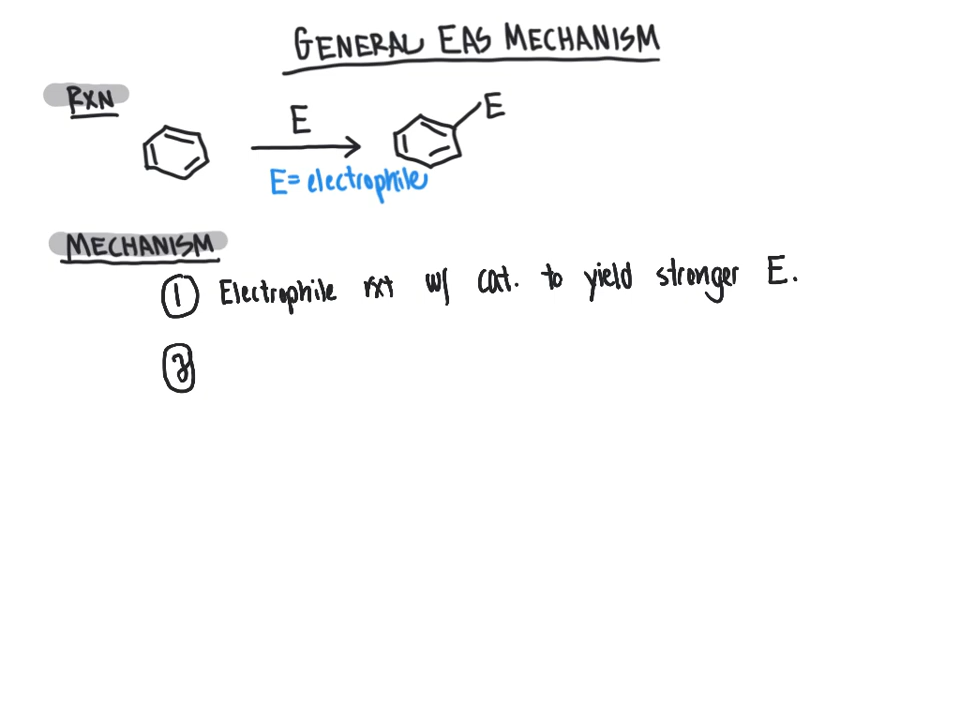 GENERAL EAS MECHANISM
RXN
E
E
E= electrophile
MECHANISM
1 Electrophile rxt w/ cat. to yield stronger E.
2